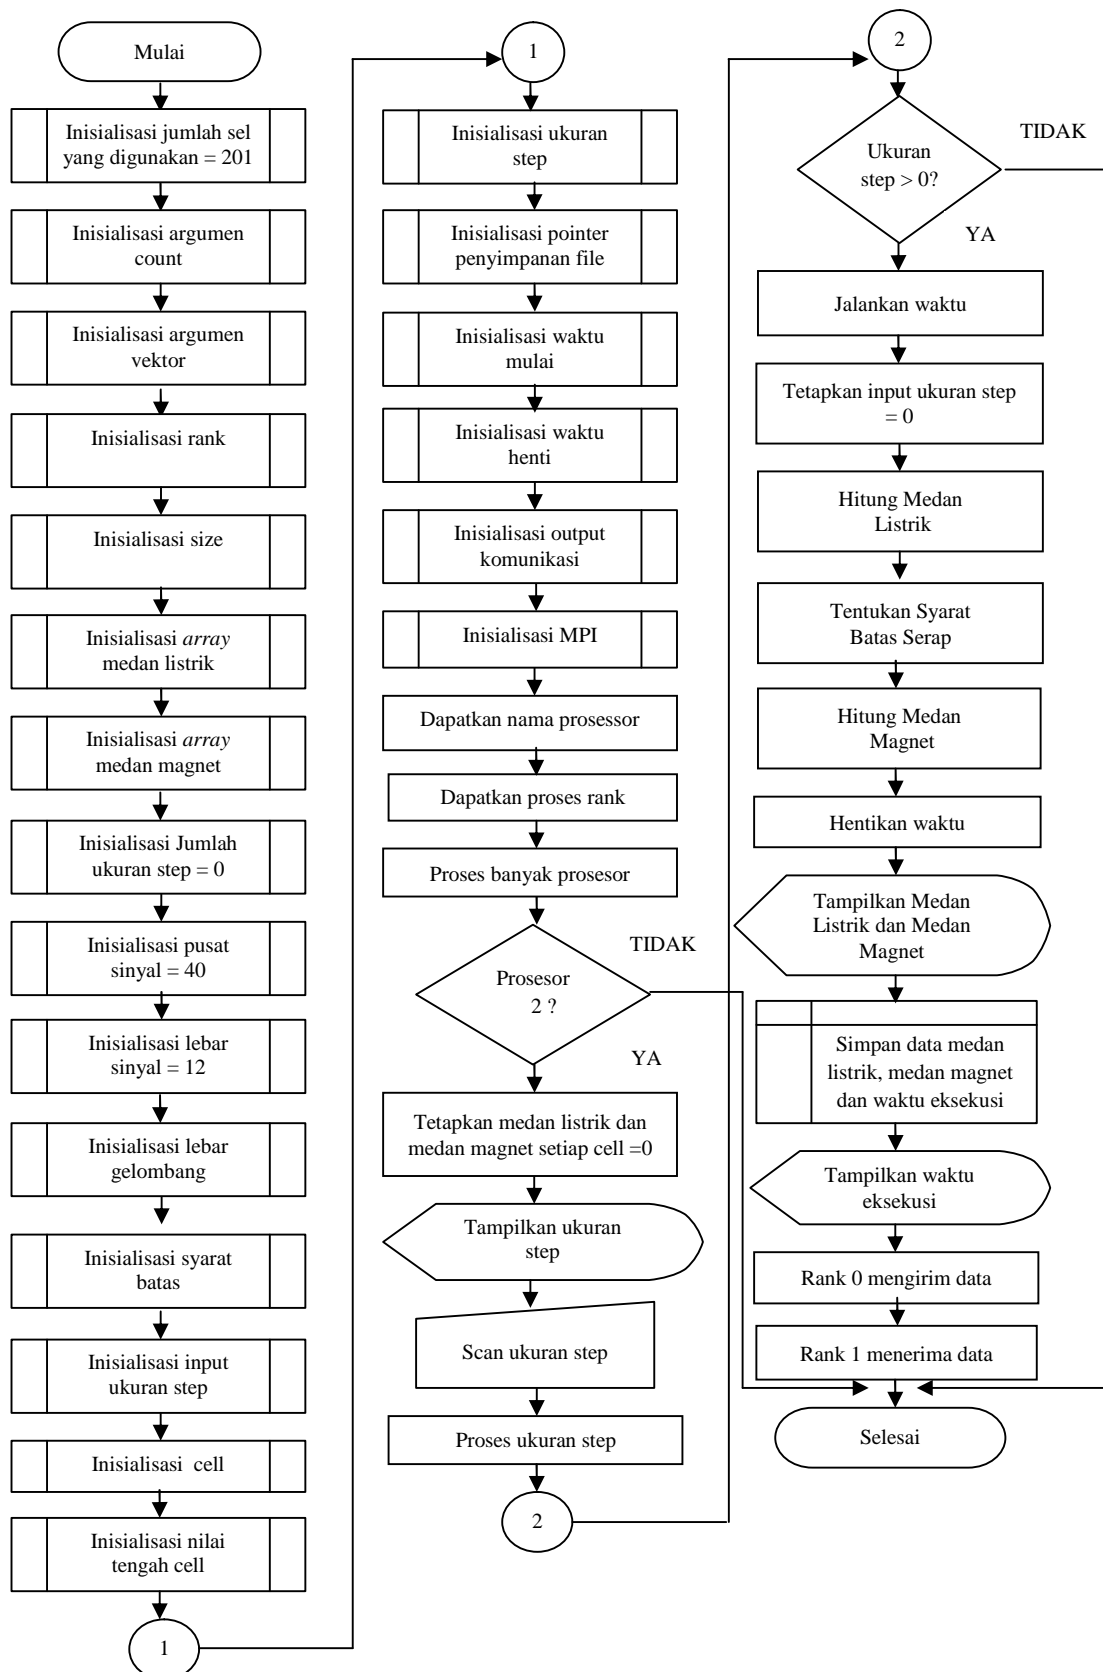 Mulai
Inisialisasi jumlah sel
yang digunakan = 201
Inisialisasi argumen
count
Inisialisasi argumen
vektor
Inisialisasi rank
Inisialisasi size
Inisialisasi array
medan listrik
Inisialisasi array
medan magnet
Inisialisasi Jumlah
ukuran step = 0
Inisialisasi pusat
sinyal = 40
Inisialisasi lebar
sinyal = 12
Inisialisasi lebar
gelombang
Inisialisasi syarat
batas
Inisialisasi input
ukuran step
Inisialisasi cell
Inisialisasi nilai
tengah cell
1
1
Inisialisasi ukuran
step
Inisialisasi pointer
penyimpanan file
Inisialisasi waktu
mulai
Inisialisasi waktu
henti
Inisialisasi output
komunikasi
Inisialisasi MPI
Dapatkan nama prosessor
Dapatkan proses rank
Proses banyak prosesor
TIDAK
Prosesor
2 ?
YA
Tetapkan medan listrik dan
medan magnet setiap cell =0
Tampilkan ukuran
step
Scan ukuran step
Proses ukuran step
2
2
TIDAK
Ukuran
step > 0?
YA
Jalankan waktu
Tetapkan input ukuran step
= 0
Hitung Medan
Listrik
Tentukan Syarat
Batas Serap
Hitung Medan
Magnet
Hentikan waktu
Tampilkan Medan
Listrik dan Medan
Magnet
Simpan data medan
listrik, medan magnet
dan waktu eksekusi
Tampilkan waktu
eksekusi
Rank 0 mengirim data
Rank 1 menerima data
Selesai